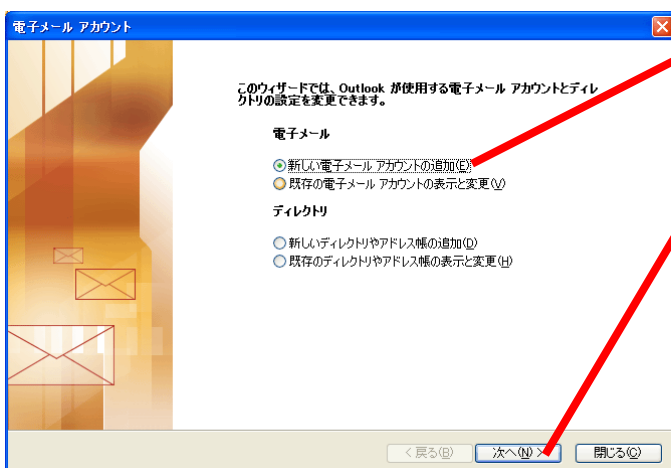 電子メール アカウント
このウィザードでは、Outlook が使用する電子メール アカウントとディレ
クトリの設定を変更できます。
電子メール
新しい電子メール アカウントの追加(E)
既存の電子メール アカウントの表示と変更(V)
ディレクトリ
新しいディレクトリやアドレス帳の追加(D)
既存のディレクトリやアドレス帳の表示と変更(H)
< 戻る(B) 次へ(N) > 閉じる(C)